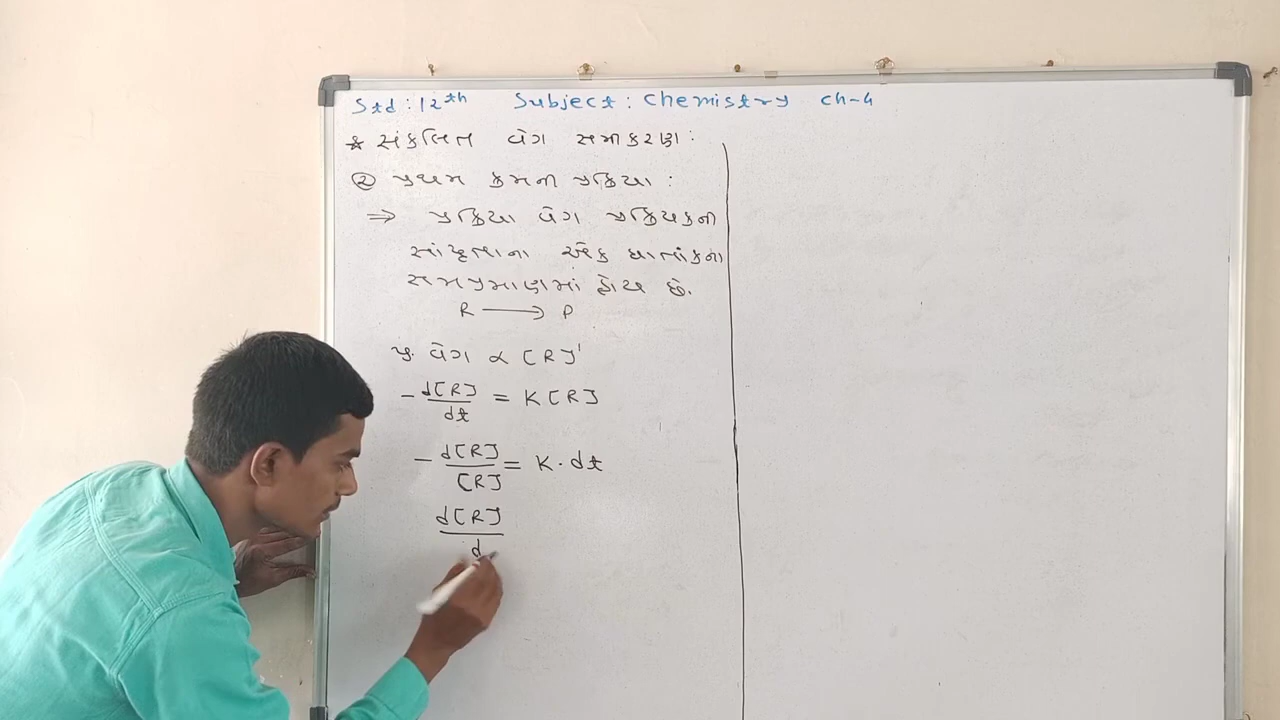 Std : 12th Subject : Chemistry Ch-4
* સંકલિત વેગ સમીકરણ :
② પ્રથમ ક્રમની પ્રક્રિયા :
⇒ પ્રક્રિયા વેગ પ્રક્રિયકની
સાંદ્રતાના એક ઘાતાંકના
સમપ્રમાણમાં હોય છે.
R ⟶ P
પ્ર. વેગ ∝ [R]¹
- d[R]/dt = K[R]
- d[R]/[R] = K · dt
d[R]/d